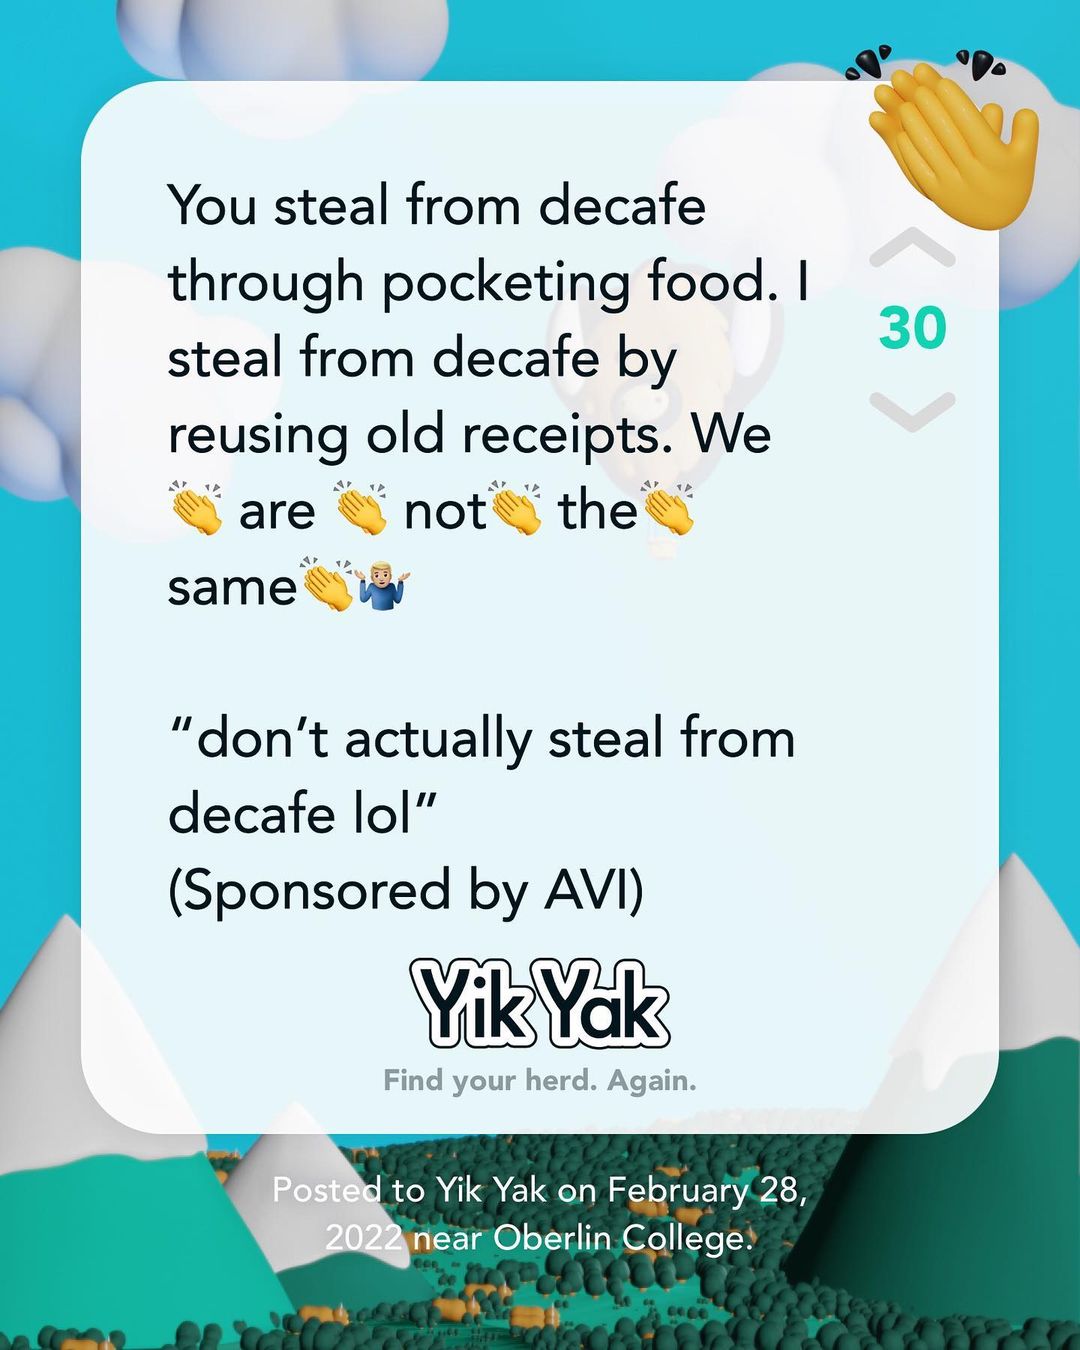 You steal from decafe
through pocketing food. I
steal from decafe by
reusing old receipts. We
👏 are 👏 not👏 the👏
same👏🤷🏼‍♂️
“don’t actually steal from
decafe lol”
(Sponsored by AVI)
30
Yik Yak
Find your herd. Again.
Posted to Yik Yak on February 28,
2022 near Oberlin College.